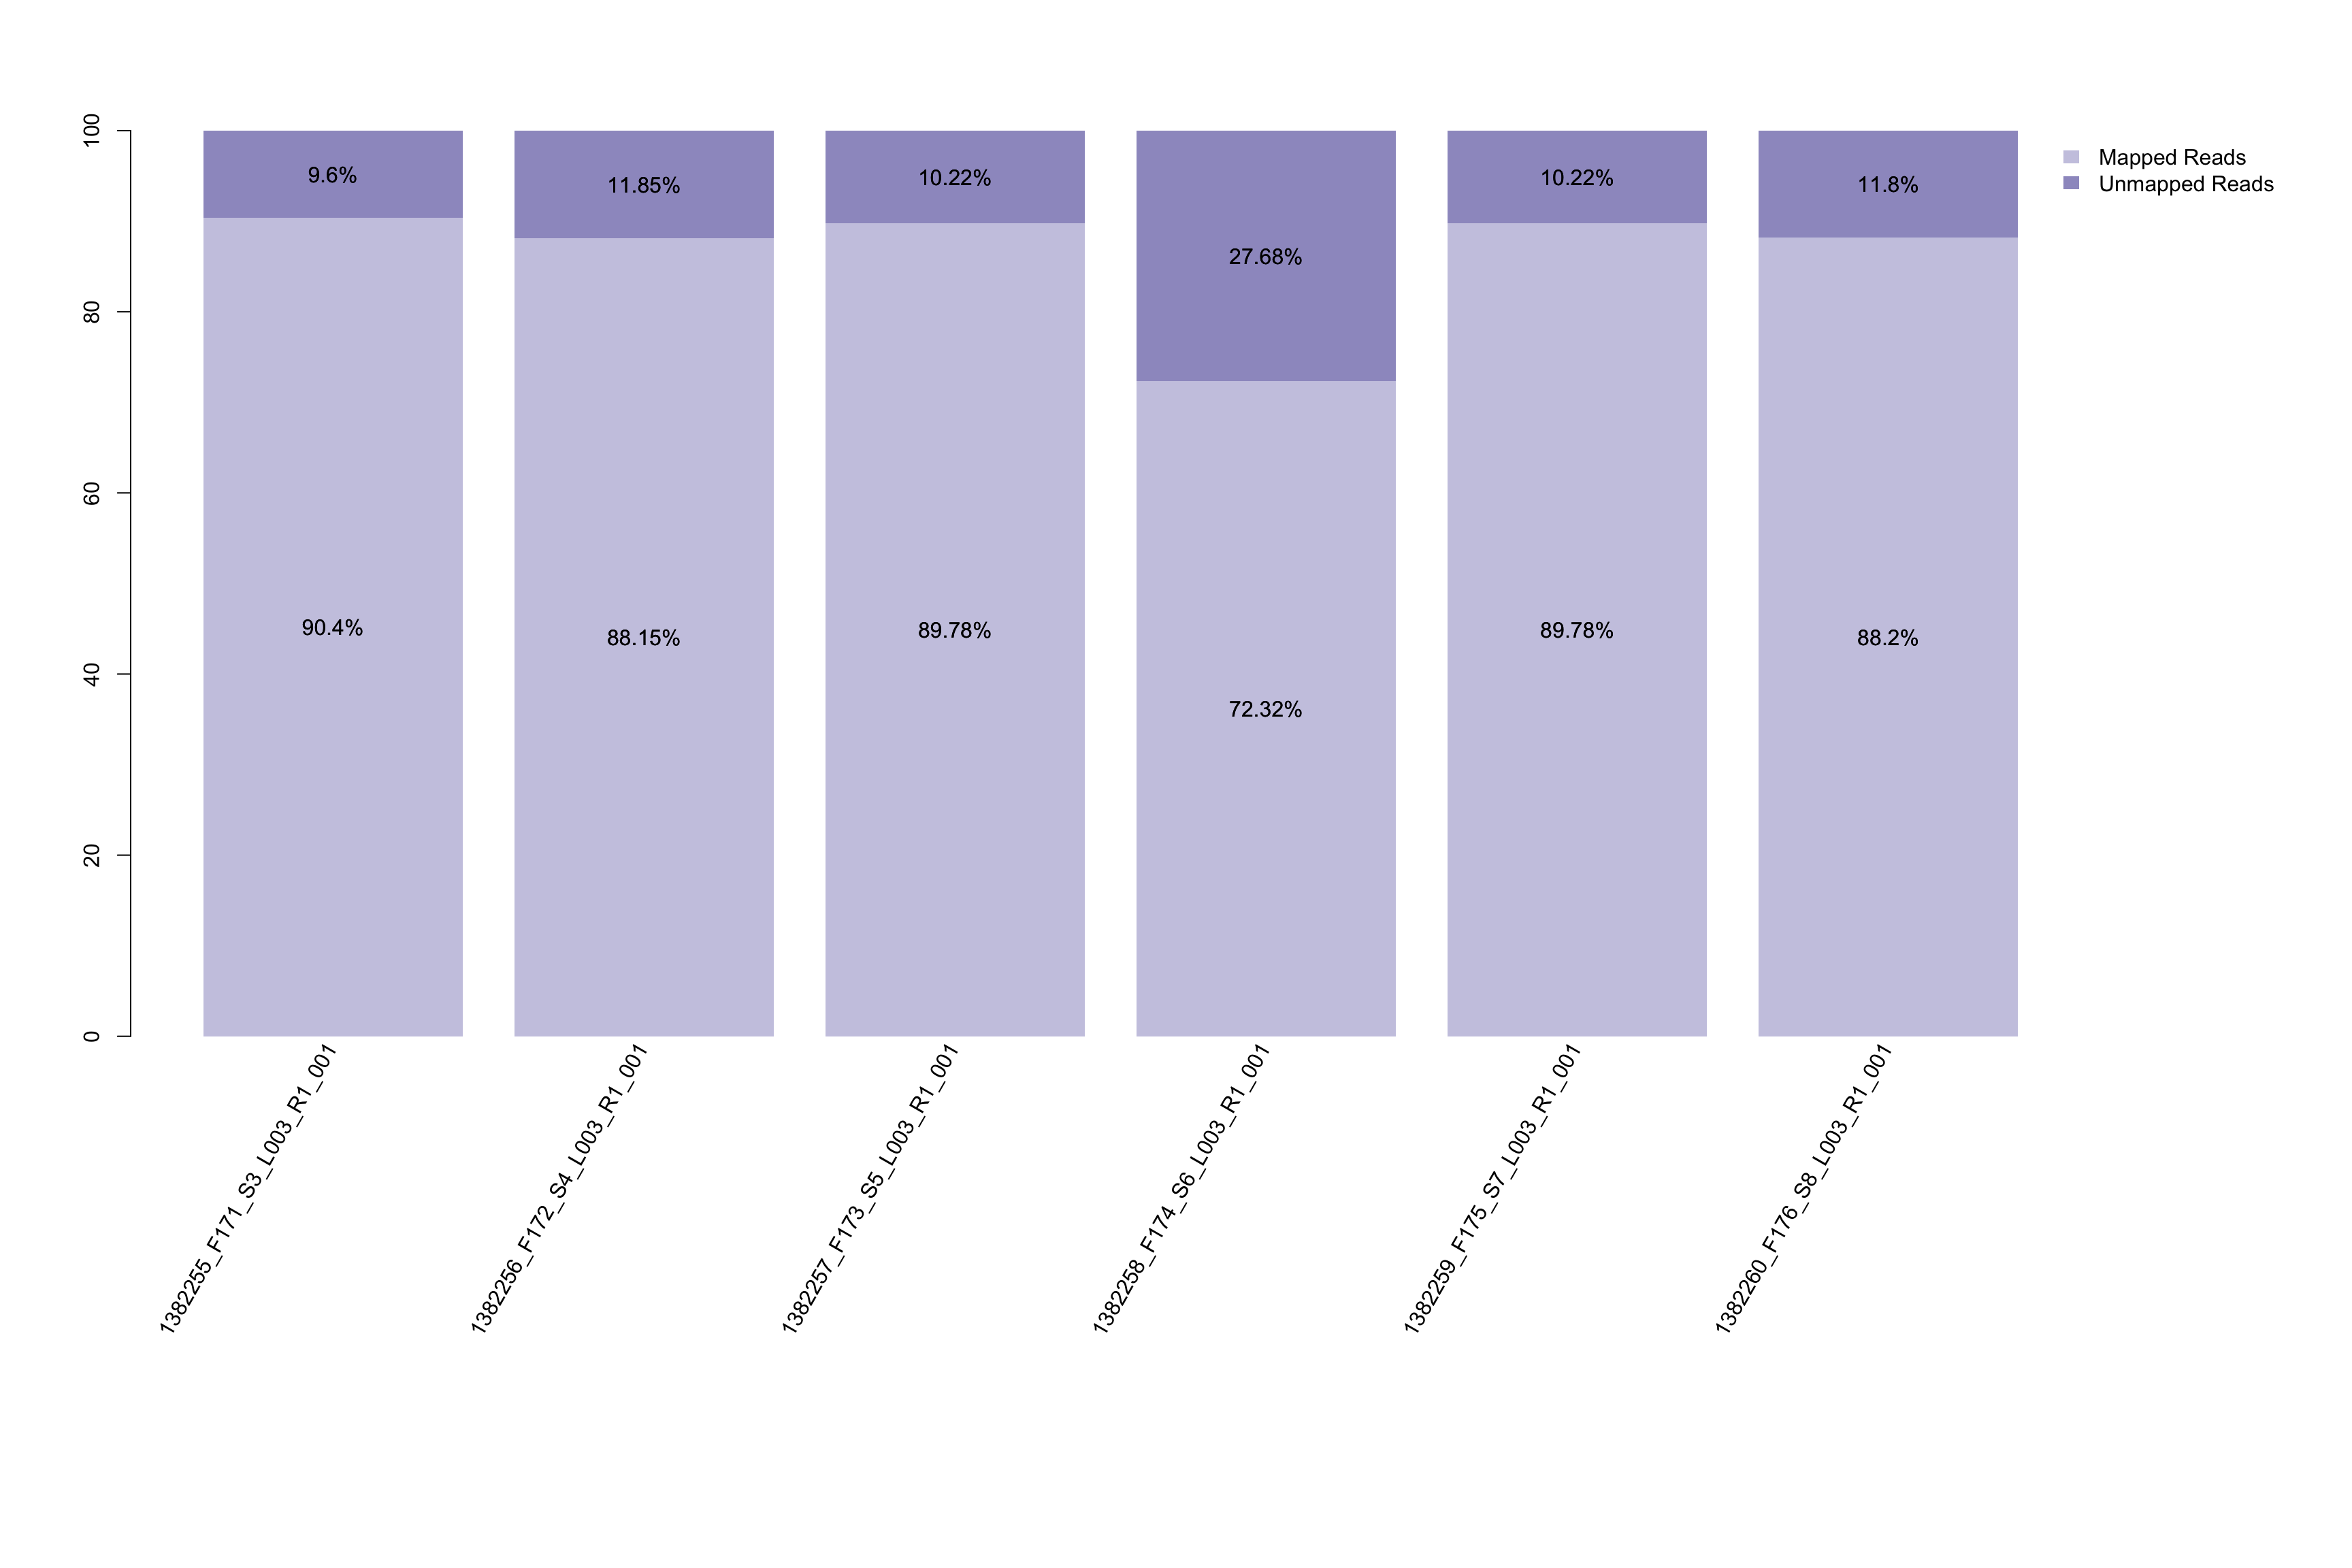 100
80
60
40
20
0
9.6%
11.85%
10.22%
27.68%
10.22%
11.8%
90.4%
88.15%
89.78%
72.32%
89.78%
88.2%
Mapped Reads
Unmapped Reads
1382255_F171_S3_L003_R1_001
1382256_F172_S4_L003_R1_001
1382257_F173_S5_L003_R1_001
1382258_F174_S6_L003_R1_001
1382259_F175_S7_L003_R1_001
1382260_F176_S8_L003_R1_001